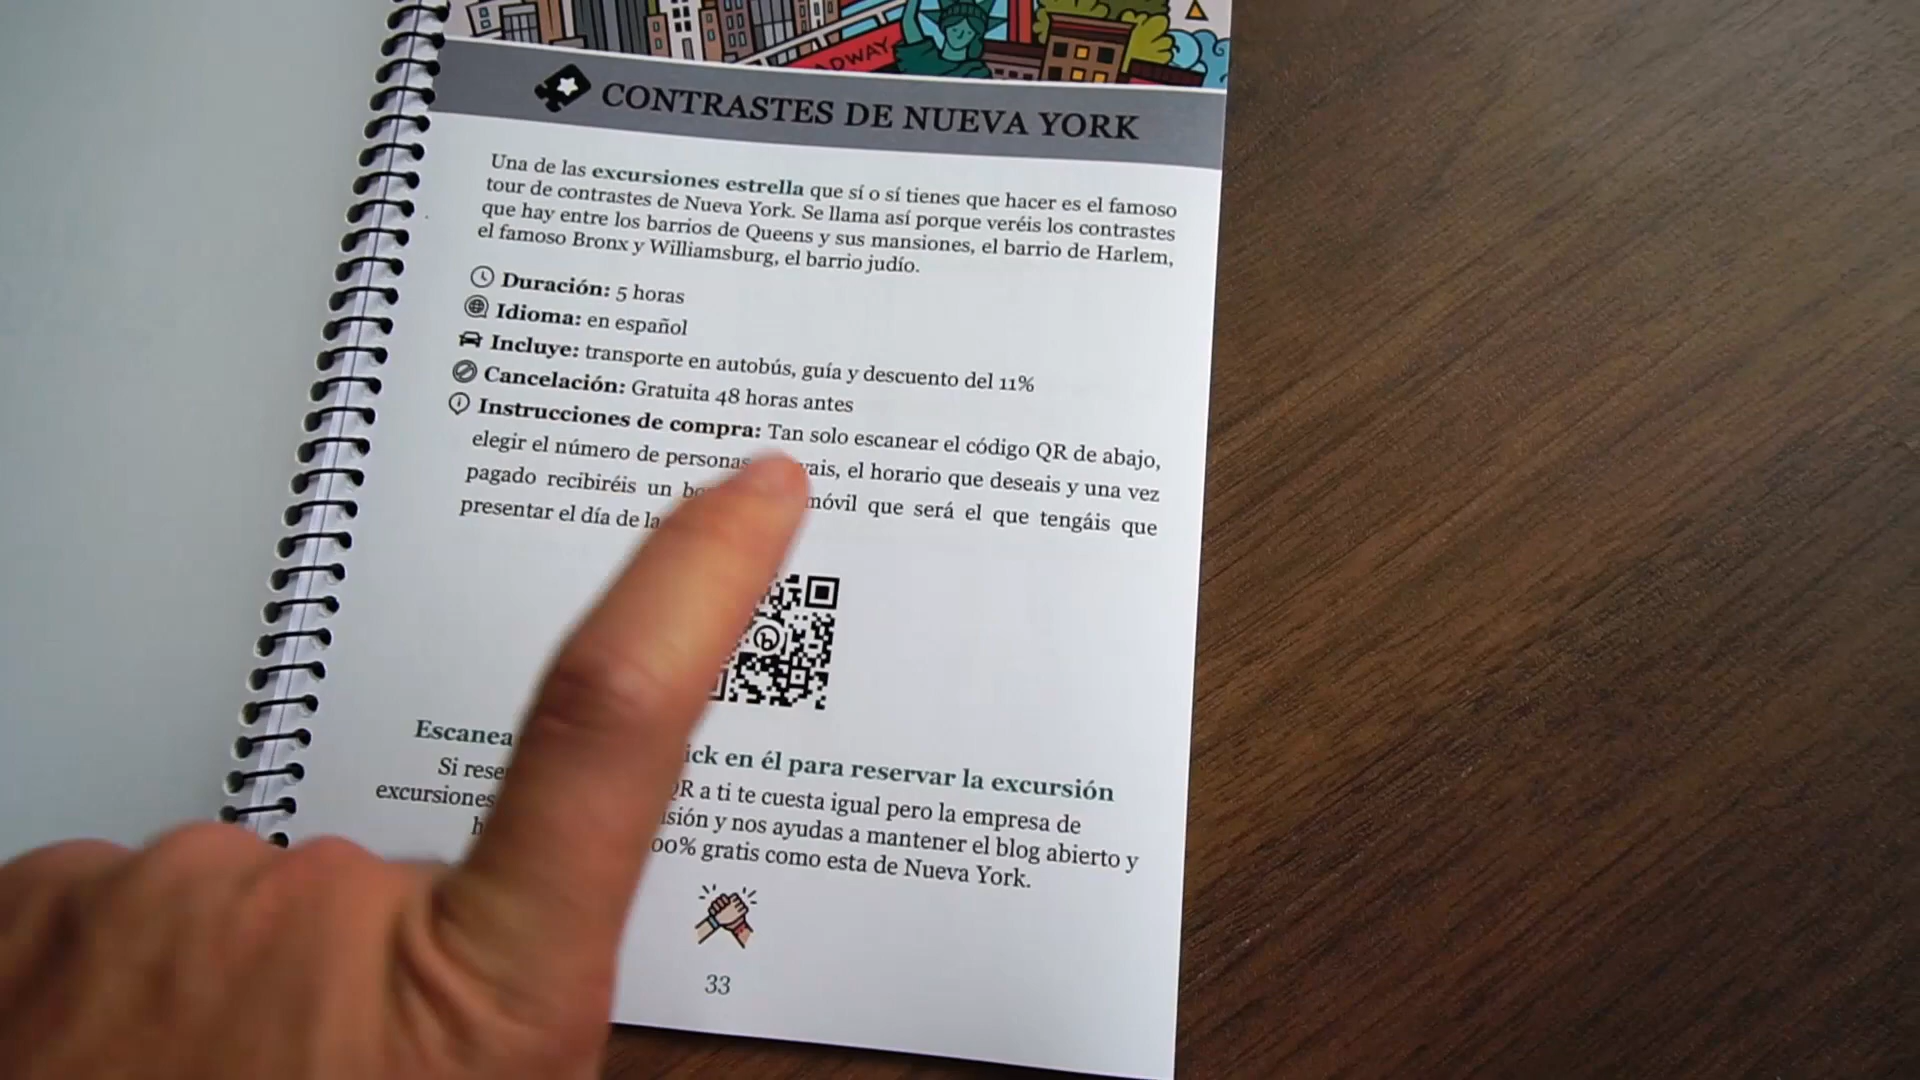 ADWAY
CONTRASTES DE NUEVA YORK
Una de las excursiones estrella que sí o sí tienes que hacer es el famoso
tour de contrastes de Nueva York. Se llama así porque veréis los contrastes
que hay entre los barrios de Queens y sus mansiones, el barrio de Harlem,
el famoso Bronx y Williamsburg, el barrio judío.
Duración: 5 horas
Idioma: en español
Incluye: transporte en autobús, guía y descuento del 11%
Cancelación: Gratuita 48 horas antes
Instrucciones de compra: Tan solo escanear el código QR de abajo,
elegir el número de personas vais, el horario que deseais y una vez
pagado recibiréis un móvil que será el que tengáis que
presentar el día de la
b
Escanea ick en él para reservar la excursión
Si rese QR a ti te cuesta igual pero la empresa de
excursiones isión y nos ayudas a mantener el blog abierto y
h 00% gratis como esta de Nueva York.
33